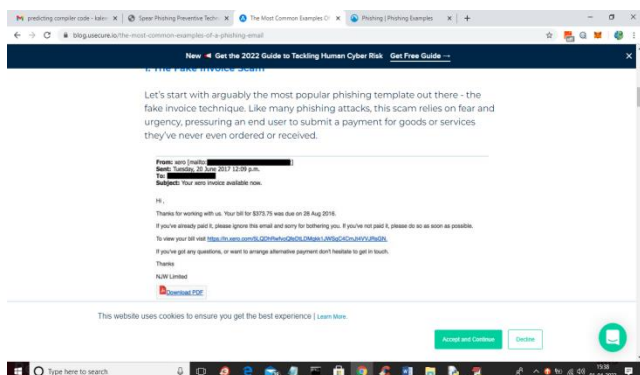 predicting compiler code - kalev
Spear Phishing Preventive Techn
The Most Common Examples Of
Phishing | Phishing Examples
blog.usecure.io/the-most-common-examples-of-a-phishing-email
New Get the 2022 Guide to Tackling Human Cyber Risk Get Free Guide →
1. The Fake Invoice Scam
Let's start with arguably the most popular phishing template out there - the
fake invoice technique. Like many phishing attacks, this scam relies on fear and
urgency, pressuring an end user to submit a payment for goods or services
they've never even ordered or received.
From: xero [mailto:
Sent: Tuesday, 20 June 2017 12:09 p.m.
To:
Subject: Your xero invoice available now.
Hi,
Thanks for working with us. Your bill for $373.75 was due on 28 Aug 2016.
If you've already paid it, please ignore this email and sorry for bothering you. If you've not paid it, please do so as soon as possible.
To view your bill visit
If you've got any questions, or want to arrange alternative payment don't hesitate to get in touch.
Thanks
NJW Limited
Download PDF
This website uses cookies to ensure you get the best experience | Learn More.
Accept and Continue
Decline
Type here to search
15:38